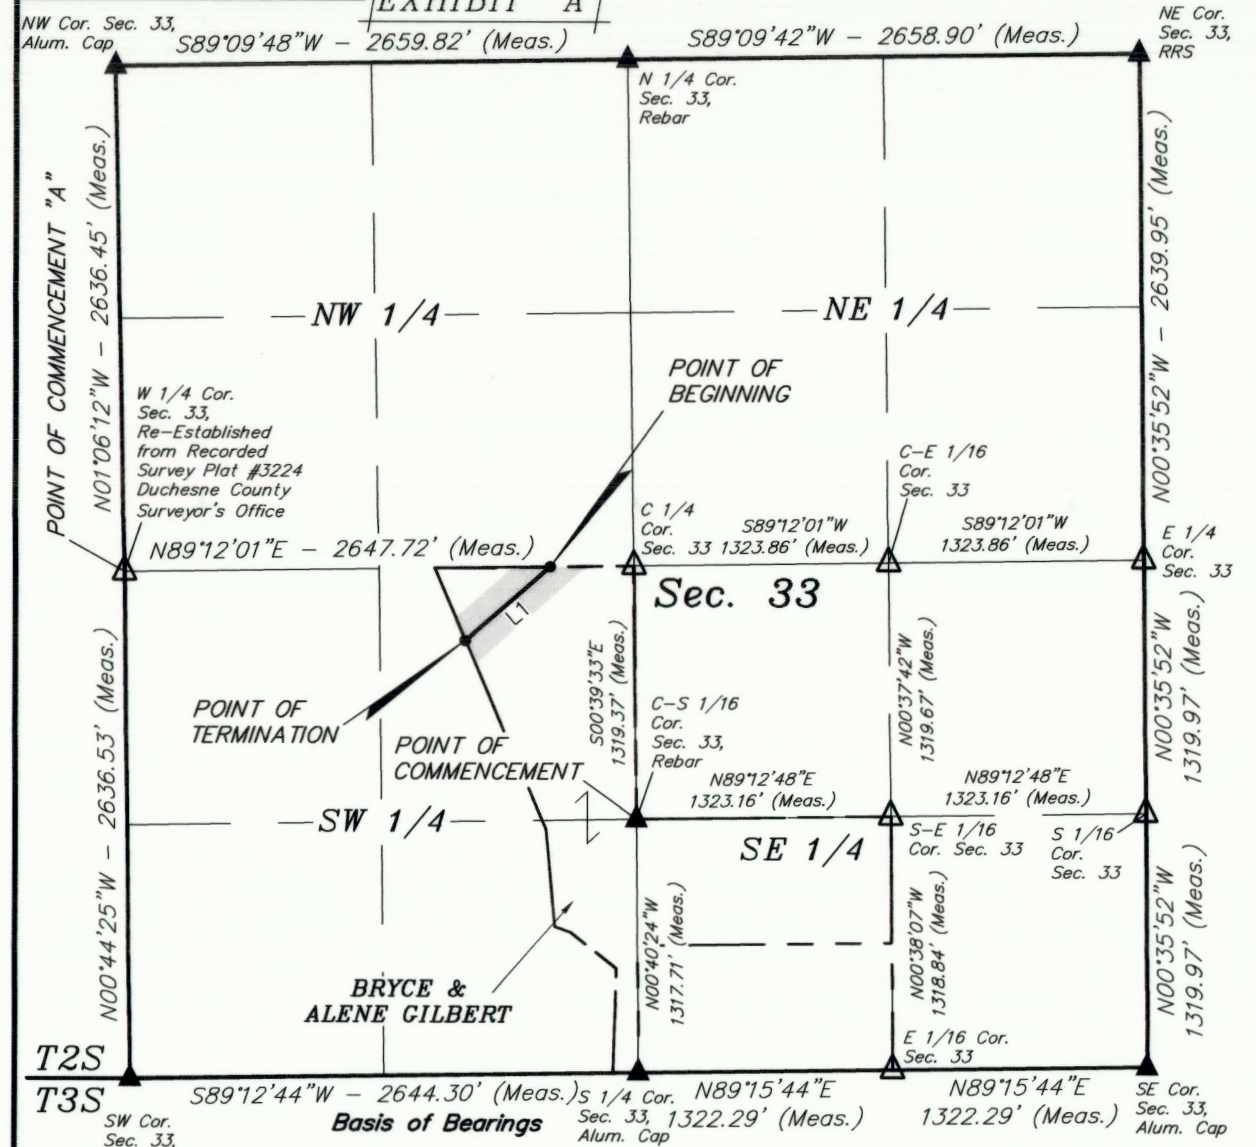 EXHIBIT "A"
NW Cor. Sec. 33,
Alum. Cap
S89°09'48"W - 2659.82' (Meas.)
S89°09'42"W - 2658.90' (Meas.)
NE Cor.
Sec. 33,
RRS
N 1/4 Cor.
Sec. 33,
Rebar
POINT OF COMMENCEMENT "A"
N01°06'12"W - 2636.45' (Meas.)
N00°35'52"W - 2639.95' (Meas.)
NW 1/4
NE 1/4
POINT OF
BEGINNING
W 1/4 Cor.
Sec. 33,
Re-Established
from Recorded
Survey Plat #3224
Duchesne County
Surveyor's Office
C-E 1/16
Cor.
Sec. 33
N89°12'01"E - 2647.72' (Meas.)
C 1/4
Cor.
Sec. 33
S89°12'01"W
1323.86' (Meas.)
S89°12'01"W
1323.86' (Meas.)
E 1/4
Cor.
Sec. 33
Sec. 33
L1
N00°44'25"W - 2636.53' (Meas.)
S00°39'33"E
1319.37' (Meas.)
N00°37'42"W
1319.67' (Meas.)
N00°35'52"W
1319.97' (Meas.)
POINT OF
TERMINATION
POINT OF
COMMENCEMENT
C-S 1/16
Cor.
Sec. 33,
Rebar
N89°12'48"E
1323.16' (Meas.)
N89°12'48"E
1323.16' (Meas.)
SW 1/4
SE 1/4
S-E 1/16
Cor. Sec. 33
S 1/16
Cor.
Sec. 33
N00°40'24"W
1317.71' (Meas.)
N00°38'07"W
1318.84' (Meas.)
N00°35'52"W
1319.97' (Meas.)
BRYCE &
ALENE GILBERT
E 1/16 Cor.
Sec. 33
T2S
T3S
SW Cor.
Sec. 33,
S89°12'44"W - 2644.30' (Meas.)
Basis of Bearings
S 1/4 Cor.
Sec. 33,
Alum. Cap
N89°15'44"E
1322.29' (Meas.)
N89°15'44"E
1322.29' (Meas.)
SE Cor.
Sec. 33,
Alum. Cap